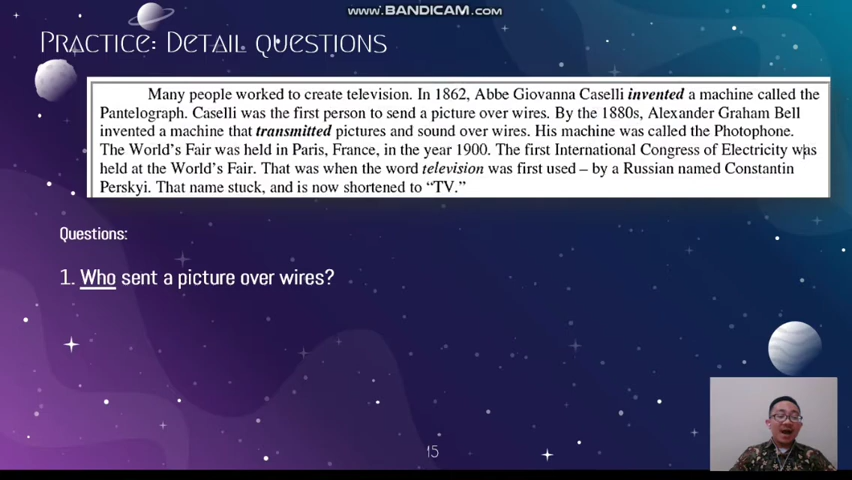 www.BANDICAM.com
Practice: Detail Questions
Many people worked to create television. In 1862, Abbe Giovanna Caselli invented a machine called the
Pantelograph. Caselli was the first person to send a picture over wires. By the 1880s, Alexander Graham Bell
invented a machine that transmitted pictures and sound over wires. His machine was called the Photophone.
The World's Fair was held in Paris, France, in the year 1900. The first International Congress of Electricity was
held at the World's Fair. That was when the word television was first used – by a Russian named Constantin
Perskyi. That name stuck, and is now shortened to “TV.”
Questions:
1. Who sent a picture over wires?
15